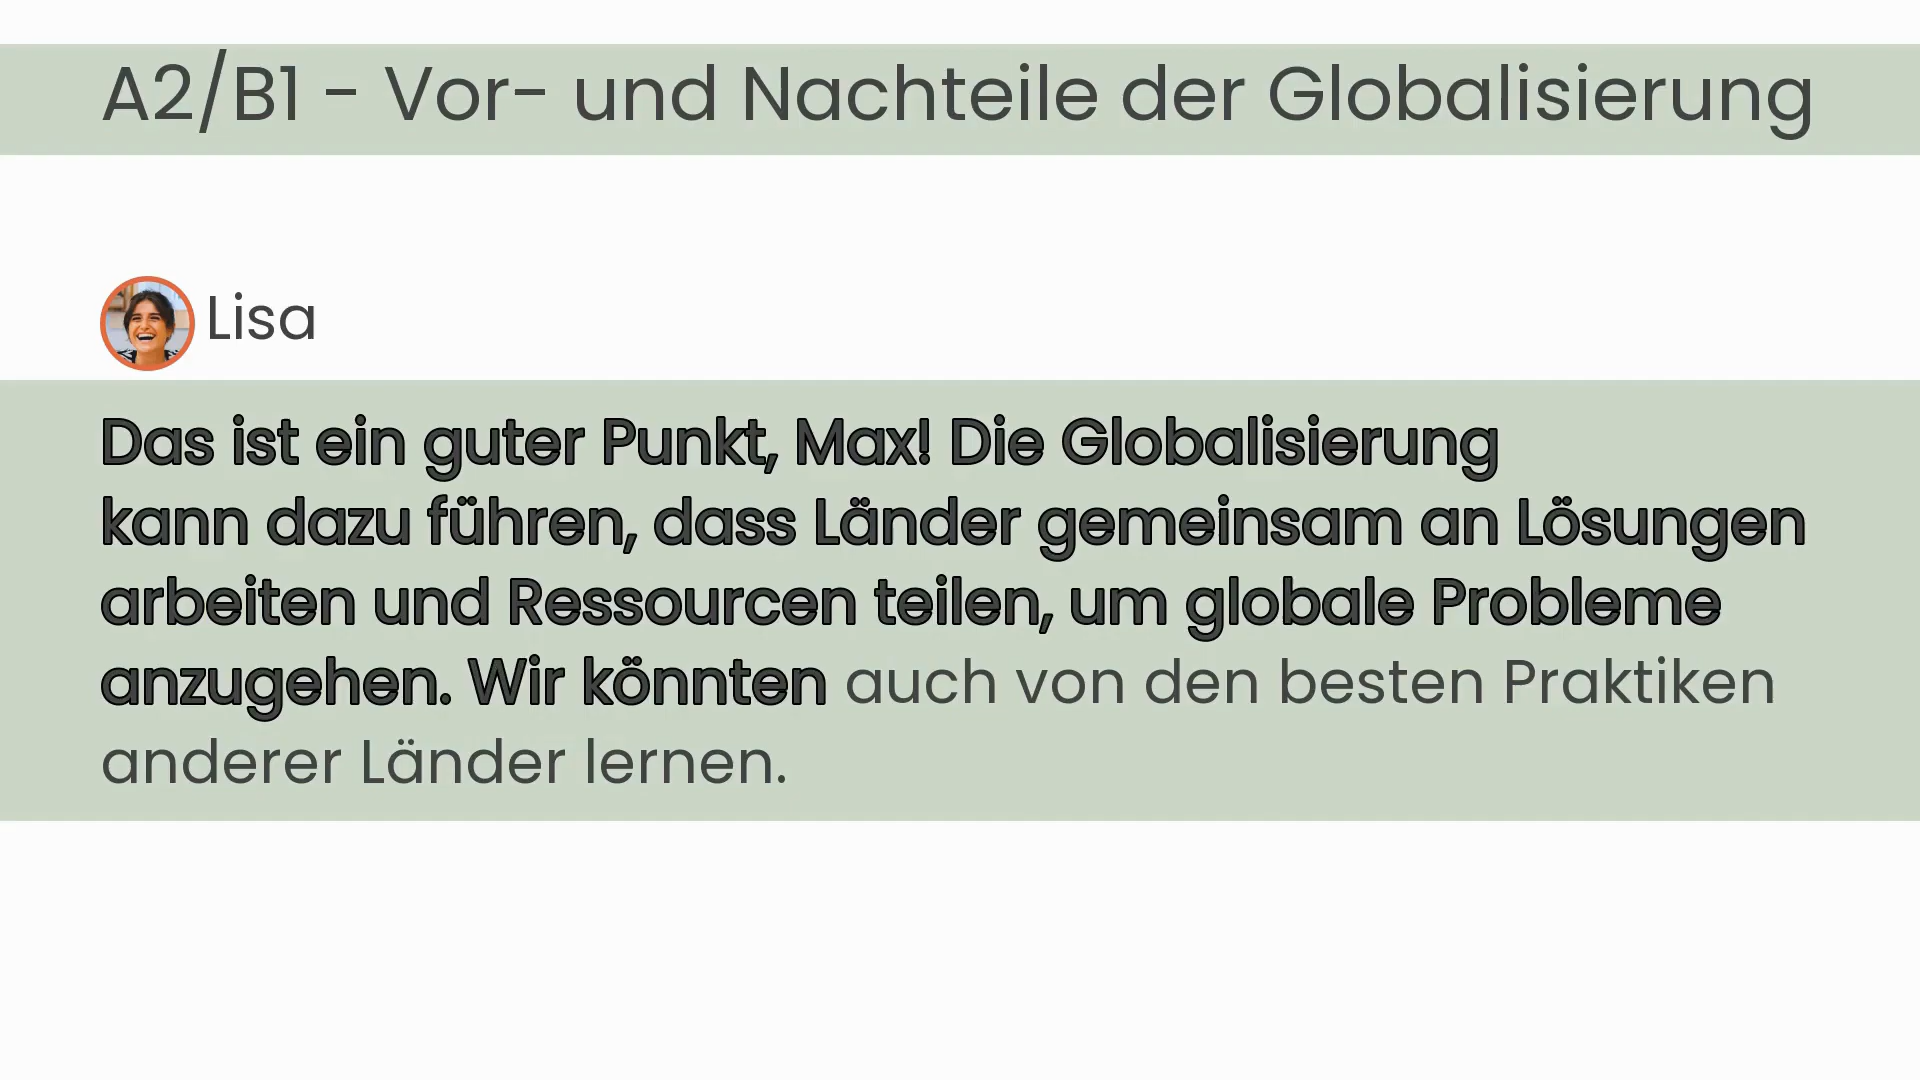 A2/B1 - Vor- und Nachteile der Globalisierung
Lisa
Das ist ein guter Punkt, Max! Die Globalisierung
kann dazu führen, dass Länder gemeinsam an Lösungen
arbeiten und Ressourcen teilen, um globale Probleme
anzugehen. Wir könnten auch von den besten Praktiken
anderer Länder lernen.